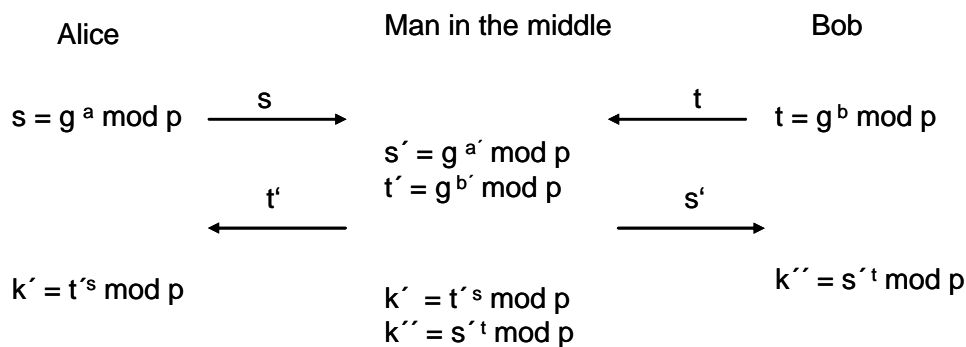 Alice
Man in the middle
Bob
s = g ᵃ mod p
s
t
t = g ᵇ mod p
s´ = g ᵃ´ mod p
t´ = g ᵇ´ mod p
t‘
s‘
k´ = t´ˢ mod p
k´ = t´ ˢ mod p
k´´ = s´ ᵗ mod p
k´´ = s´ ᵗ mod p